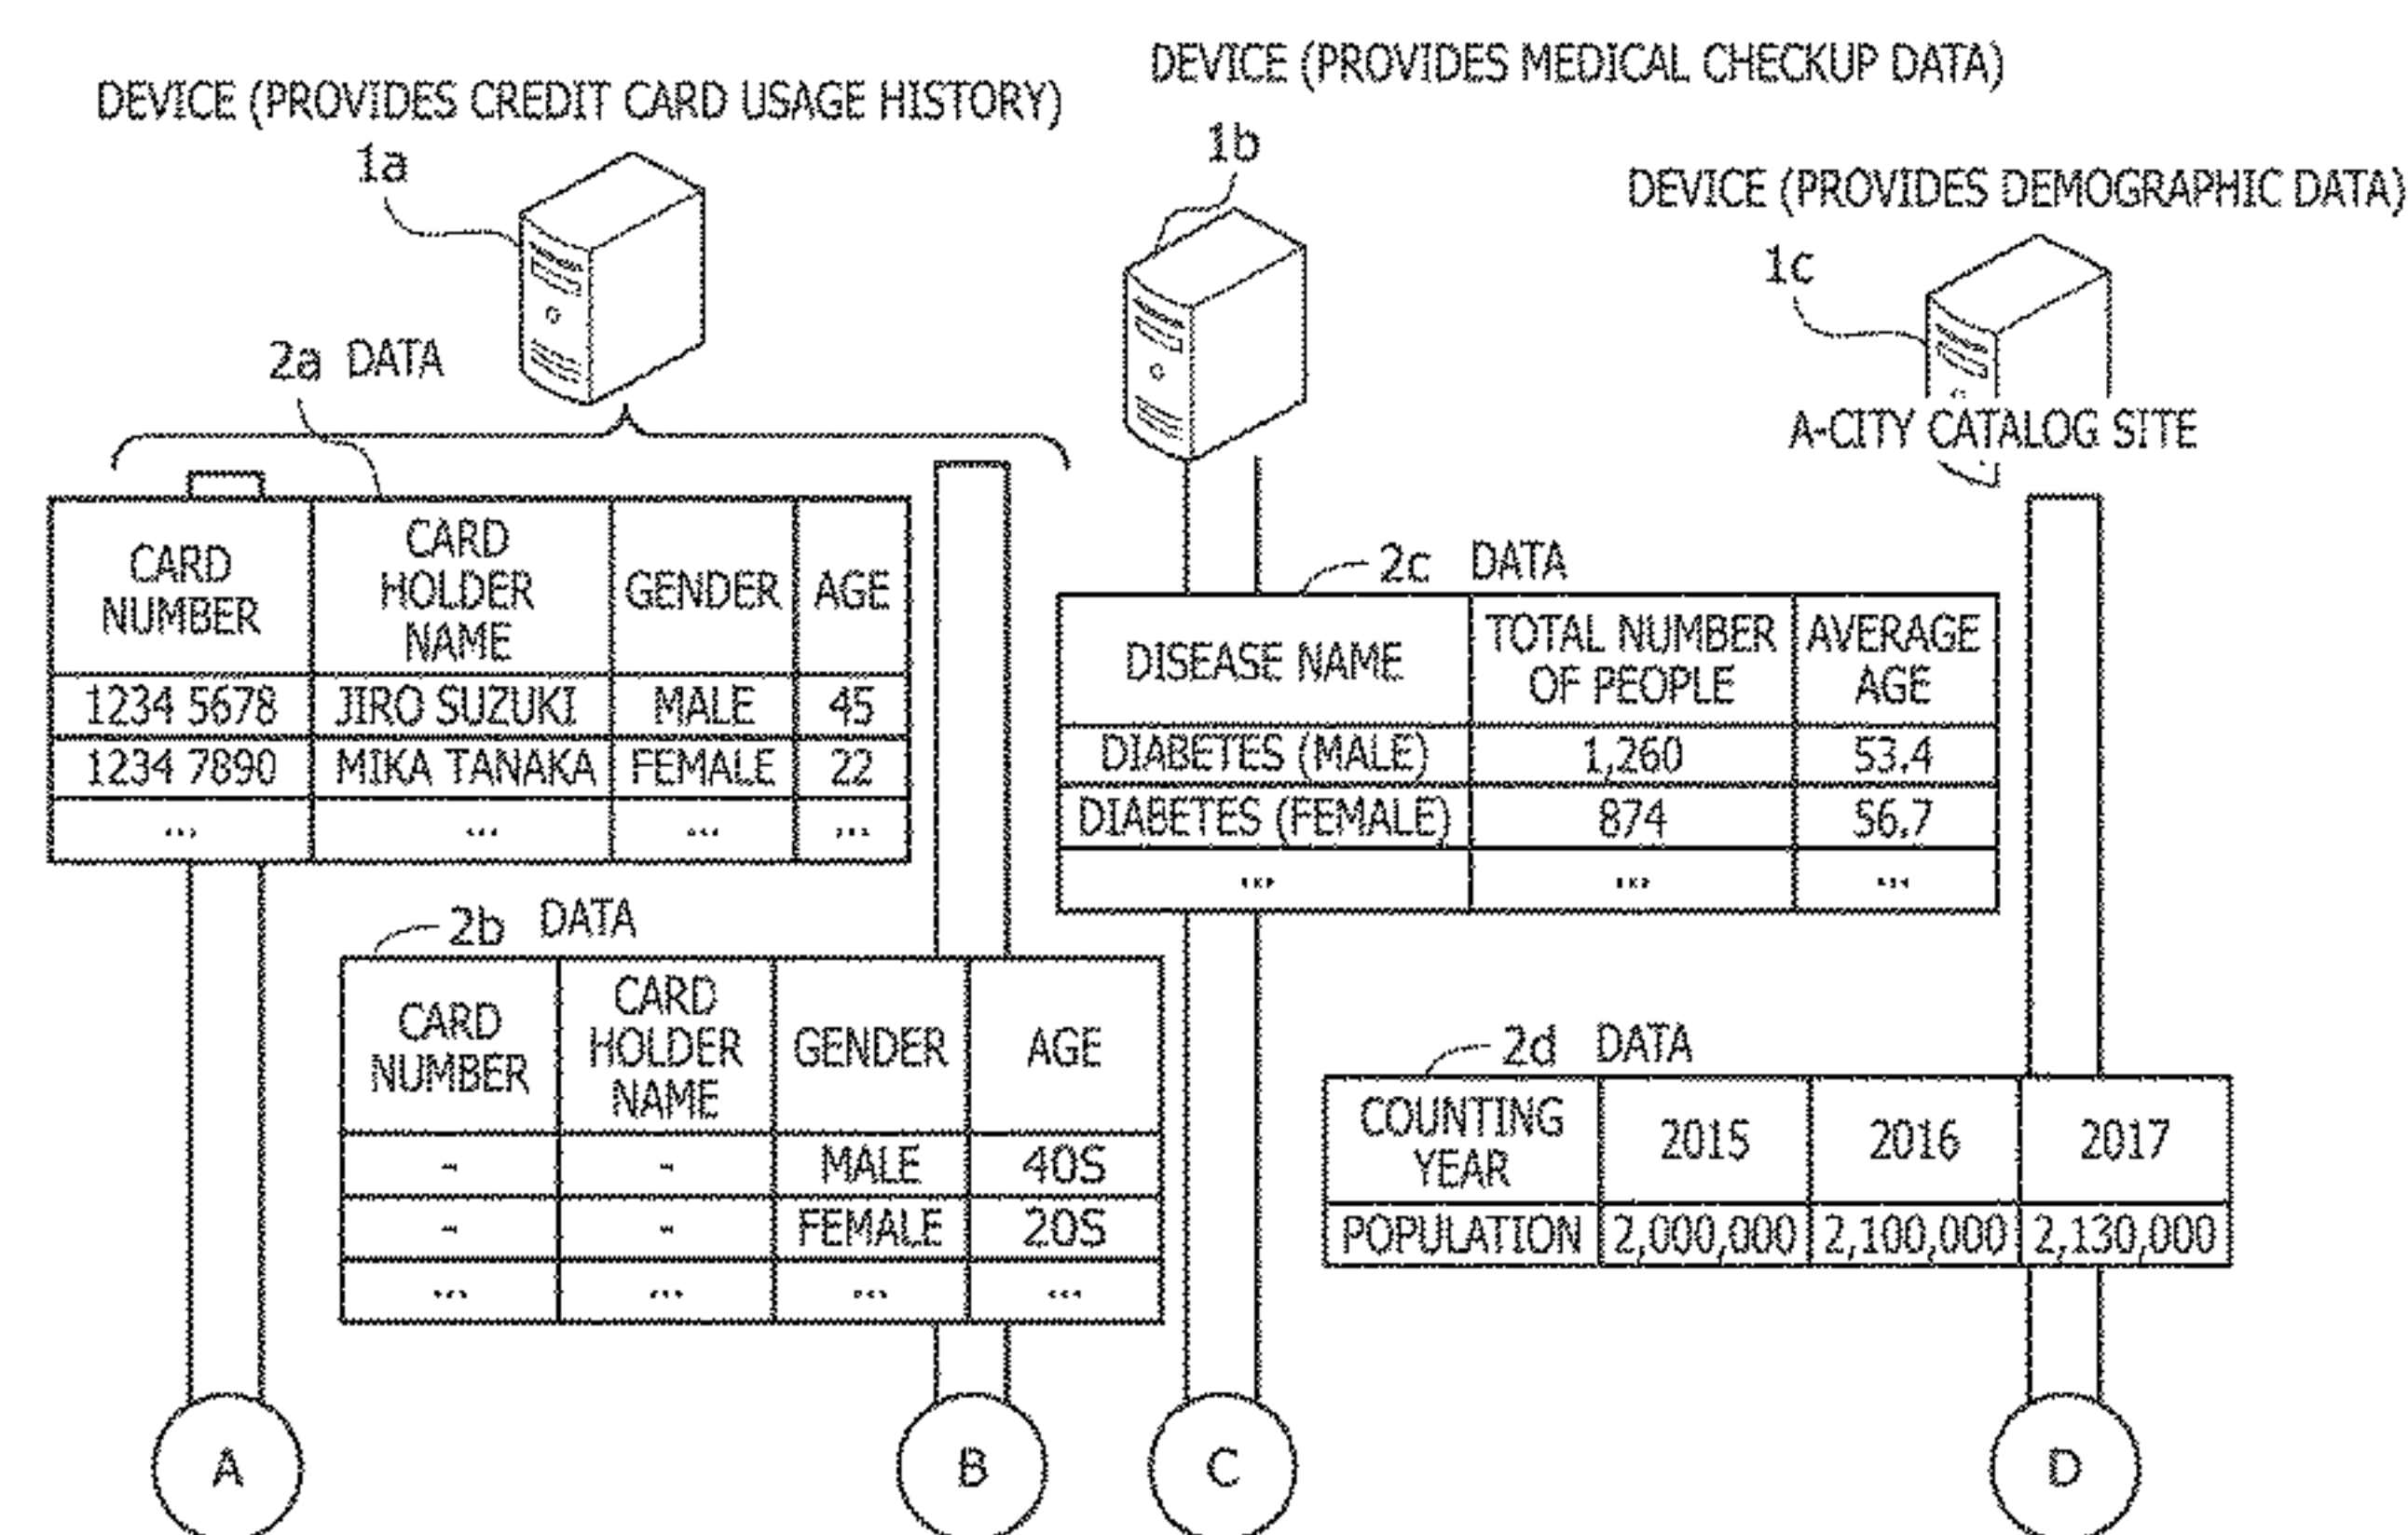 DEVICE (PROVIDES CREDIT CARD USAGE HISTORY)
1a
DEVICE (PROVIDES MEDICAL CHECKUP DATA)
1b
DEVICE (PROVIDES DEMOGRAPHIC DATA)
1c
A-CITY CATALOG SITE
2a DATA
CARD NUMBER CARD HOLDER NAME GENDER AGE
1234 5678 JIRO SUZUKI MALE 45
1234 7890 MIKA TANAKA FEMALE 22
... ... ... ...
2b DATA
CARD NUMBER CARD HOLDER NAME GENDER AGE
- - MALE 40S
- - FEMALE 20S
... ... ... ...
2c DATA
DISEASE NAME TOTAL NUMBER OF PEOPLE AVERAGE AGE
DIABETES (MALE) 1,260 53.4
DIABETES (FEMALE) 874 56.7
... ... ...
2d DATA
COUNTING YEAR 2015 2016 2017
POPULATION 2,000,000 2,100,000 2,130,000
A
B
C
D